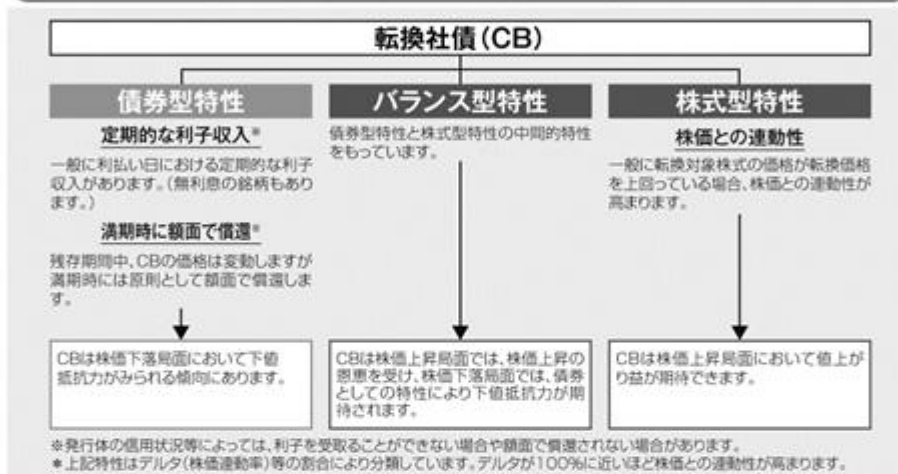 転換社債(CB)
債券型特性
定期的な利子収入※
一般に利払い日における定期的な利子
収入があります。(無利息の銘柄もあり
ます。)
満期時に額面で償還※
残存期間中、CBの価格は変動しますが
満期時には原則として額面で償還しま
す。
CBは株価下落局面において下値
抵抗力がみられる傾向にあります。
バランス型特性
債券型特性と株式型特性の中間的特性
をもっています。
CBは株価上昇局面では、株価上昇の
恩恵を受け、株価下落局面では、債券
としての特性により下値抵抗力が期
待されます。
株式型特性
株価との連動性
一般に転換対象株式の価格が転換価格
を上回っている場合、株価との連動性が
高まります。
CBは株価上昇局面において値上が
り益が期待できます。
※発行体の信用状況等によっては、利子を受取ることができない場合や額面で償還されない場合があります。
＊上記特性はデルタ(株価連動率)等の割合により分類しています。デルタが100%に近いほど株価との連動性が高まります。